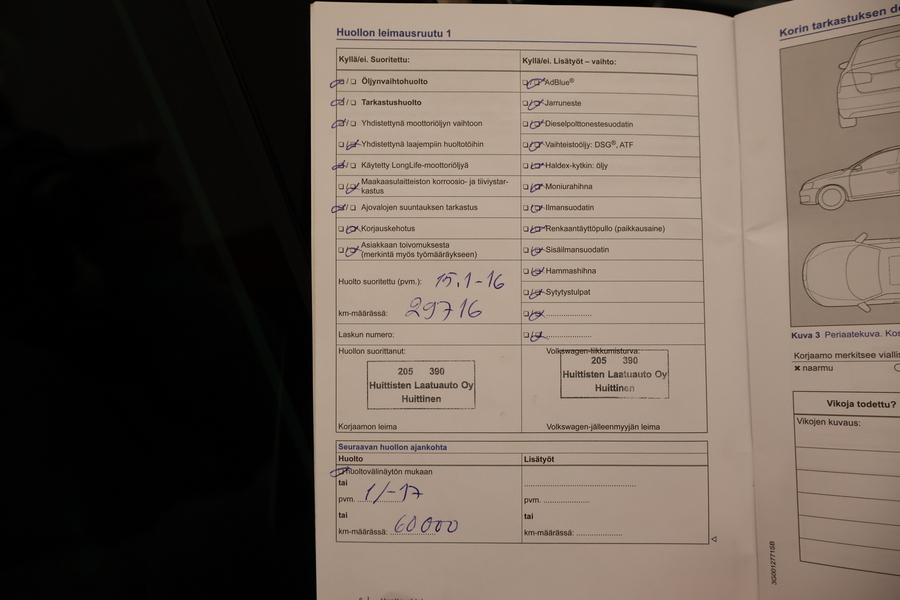 Huollon leimausruutu 1
Kyllä/ei. Suoritettu:
Öljynvaihtohuolto
Tarkastushuolto
Yhdistettynä moottoriöljyn vaihtoon
Yhdistettynä laajempiin huoltotöihin
Käytetty LongLife-moottoriöljyä
Maakaasulaitteiston korroosio- ja tiiviystar-
kastus
Ajovalojen suuntauksen tarkastus
Korjauskehotus
Asiakkaan toivomuksesta
(merkintä myös työmääräykseen)
Huolto suoritettu (pvm.): 15.1-16
km-määrässä: 29716
Laskun numero:
Huollon suorittanut:
205 390
Huittisten Laatuauto Oy
Huittinen
Korjaamon leima
Kyllä/ei. Lisätyöt – vaihto:
AdBlue®
Jarruneste
Dieselpolttonestesuodatin
Vaihteistoöljy: DSG®, ATF
Haldex-kytkin: öljy
Moniurahihna
Ilmansuodatin
Renkaantäyttöpullo (paikkausaine)
Sisäilmansuodatin
Hammashihna
Sytytystulpat
Volkswagen-liikkumisturva:
205 390
Huittisten Laatuauto Oy
Huittinen
Volkswagen-jälleenmyyjän leima
Seuraavan huollon ajankohta
Huolto
huoltovälinäytön mukaan
tai
pvm. 1/-17
tai
km-määrässä: 60000
Lisätyöt
pvm. ....................
tai
km-määrässä: ....................
Korin tarkastuksen
Kuva 3 Periaatekuva.
Korjaamo merkitsee
naarmu
Vikoja todettu?
Vikojen kuvaus:
3G0012771SB